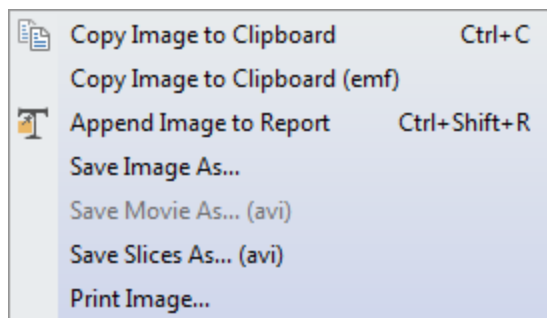 Copy Image to Clipboard Ctrl+C
Copy Image to Clipboard (emf)
Append Image to Report Ctrl+Shift+R
Save Image As...
Save Movie As... (avi)
Save Slices As... (avi)
Print Image...